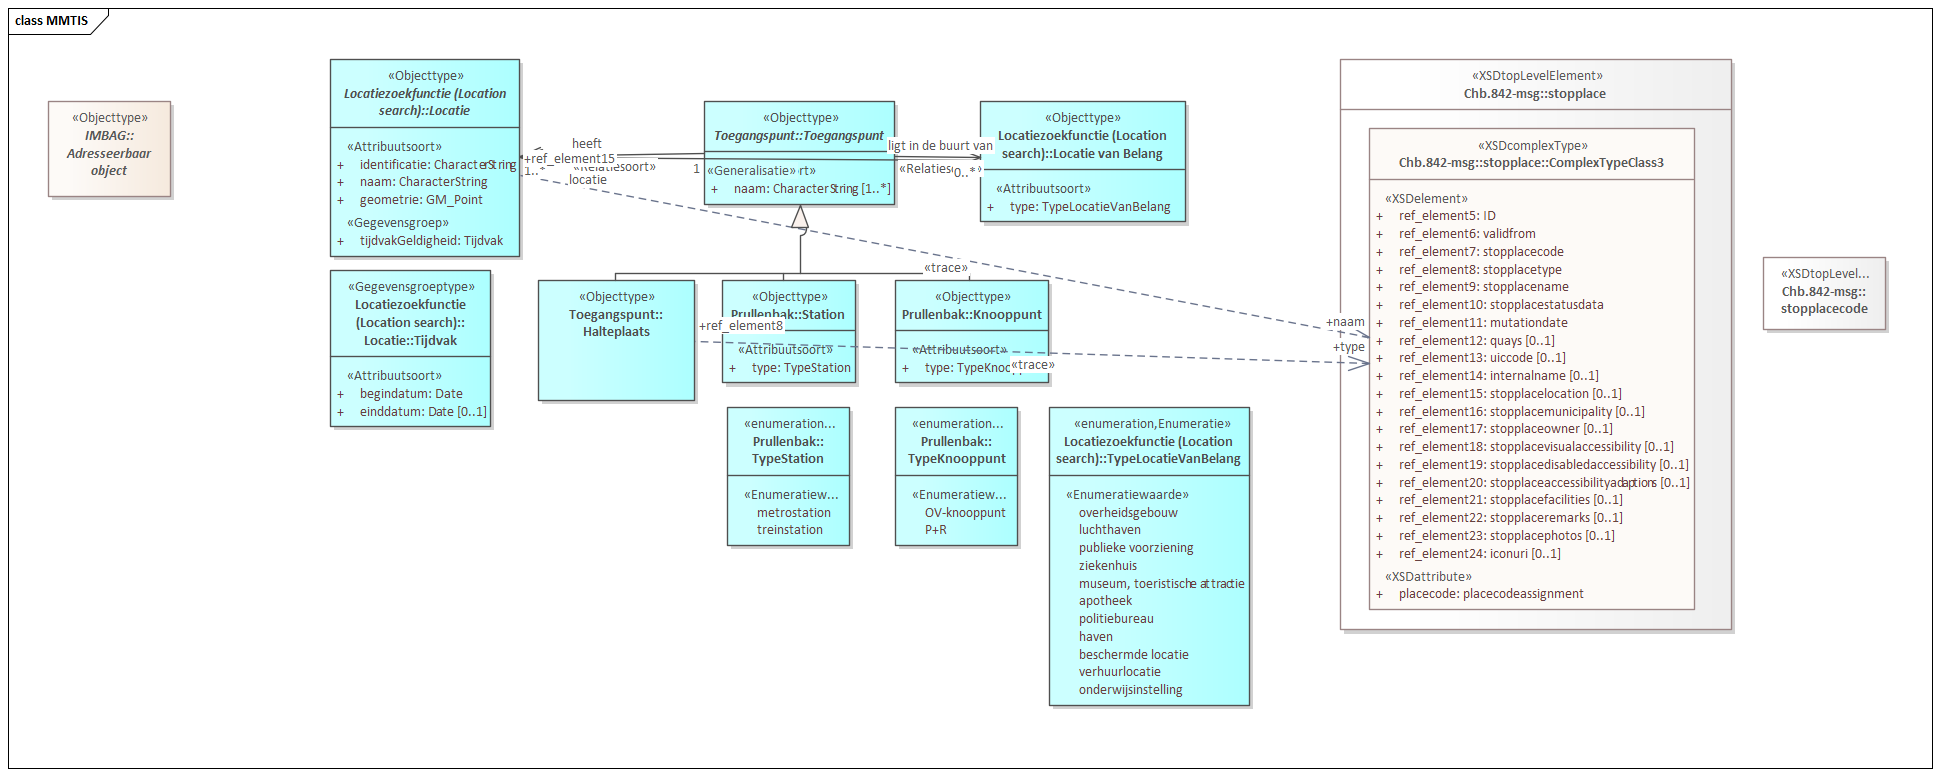 class MMTIS
«Objecttype»
IMBAG::
Adresseerbaar
object
«Objecttype»
Locatiezoekfunctie (Location
search)::Locatie
«Attribuutsoort»
+ identificatie: CharacterString
+ naam: CharacterString
+ geometrie: GM_Point
«Gegevensgroep»
+ tijdvakGeldigheid: Tijdvak
«Gegevensgroeptype»
Locatiezoekfunctie
(Location search)::
Locatie::Tijdvak
«Attribuutsoort»
+ begindatum: Date
+ einddatum: Date [0..1]
heeft
+ref_element15
1..*
«Relatiesoort»
locatie
1
«Objecttype»
Toegangspunt::Toegangspunt
«Generalisatie»
+ naam: CharacterString [1..*]
ligt in de buurt van
0..*
«Objecttype»
Locatiezoekfunctie (Location
search)::Locatie van Belang
«Attribuutsoort»
+ type: TypeLocatieVanBelang
«trace»
«Objecttype»
Toegangspunt::
Halteplaats
+ref_element8
«Objecttype»
Prullenbak::Station
«Attribuutsoort»
+ type: TypeStation
«Objecttype»
Prullenbak::Knooppunt
«Attribuutsoort»
+ type:
«trace»
+naam
+type
«enumeration...
Prullenbak::
TypeStation
«Enumeratiew...
metrostation
treinstation
«enumeration...
Prullenbak::
TypeKnooppunt
«Enumeratiew...
OV-knooppunt
P+R
«enumeration,Enumeratie»
Locatiezoekfunctie (Location
search)::TypeLocatieVanBelang
«Enumeratiewaarde»
overheidsgebouw
luchthaven
publieke voorziening
ziekenhuis
museum, toeristische attractie
apotheek
politiebureau
haven
beschermde locatie
verhuurlocatie
onderwijsinstelling
«XSDtopLevelElement»
Chb.842-msg::stopplace
«XSDcomplexType»
Chb.842-msg::stopplace::ComplexTypeClass3
«XSDelement»
+ ref_element5: ID
+ ref_element6: validfrom
+ ref_element7: stopplacecode
+ ref_element8: stopplacetype
+ ref_element9: stopplacename
+ ref_element10: stopplacestatusdata
+ ref_element11: mutationdate
+ ref_element12: quays [0..1]
+ ref_element13: uiccode [0..1]
+ ref_element14: internalname [0..1]
+ ref_element15: stopplacelocation [0..1]
+ ref_element16: stopplacemunicipality [0..1]
+ ref_element17: stopplaceowner [0..1]
+ ref_element18: stopplacevisualaccessibility [0..1]
+ ref_element19: stopplacedisabledaccessibility [0..1]
+ ref_element20: stopplaceaccessibilityadaptions [0..1]
+ ref_element21: stopplacefacilities [0..1]
+ ref_element22: stopplaceremarks [0..1]
+ ref_element23: stopplacephotos [0..1]
+ ref_element24: iconuri [0..1]
«XSDattribute»
+ placecode: placecodeassignment
«XSDtopLevel...
Chb.842-msg::
stopplacecode